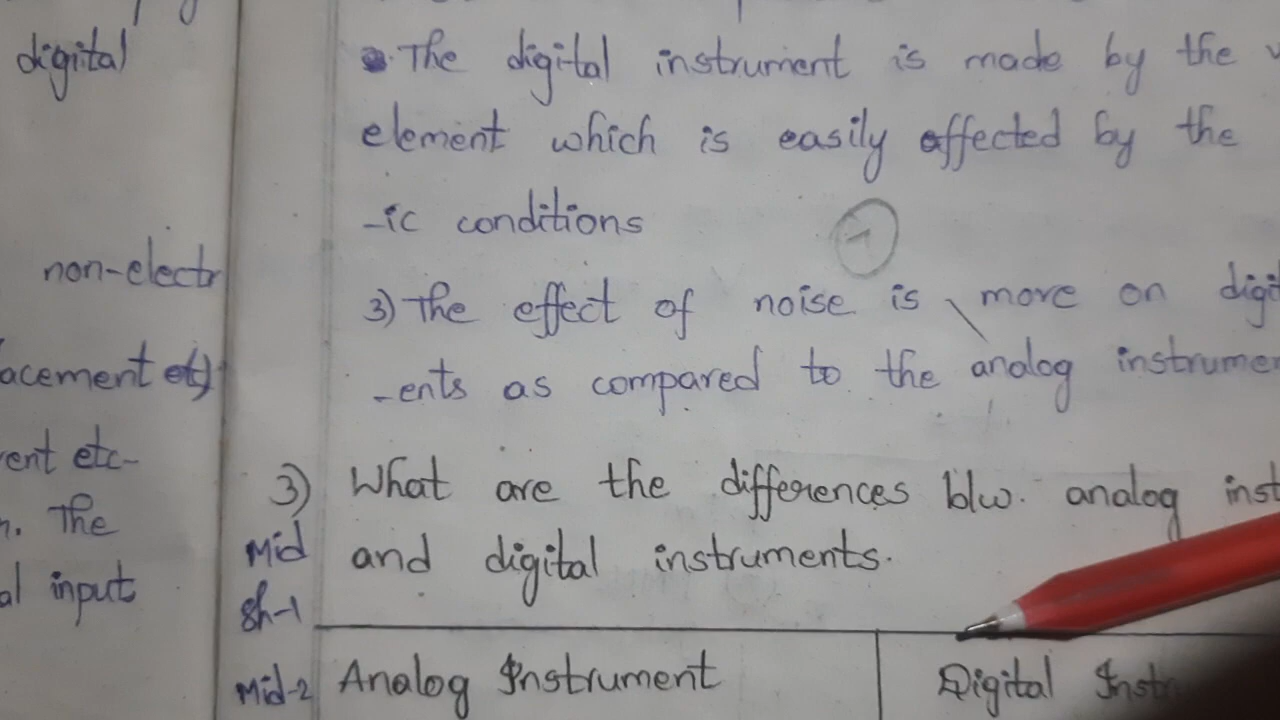 digital
non-electr
acement etc)
ent etc-
The
al input
The digital instrument is made by the
element which is easily affected by the
-ic conditions
1
3) The effect of noise is more on digit
-ents as compared to the analog instrumen
3) What are the differences b/w. analog inst
Mid and digital instruments.
Sh-1
Mid-2 Analog Instrument Digital Instr